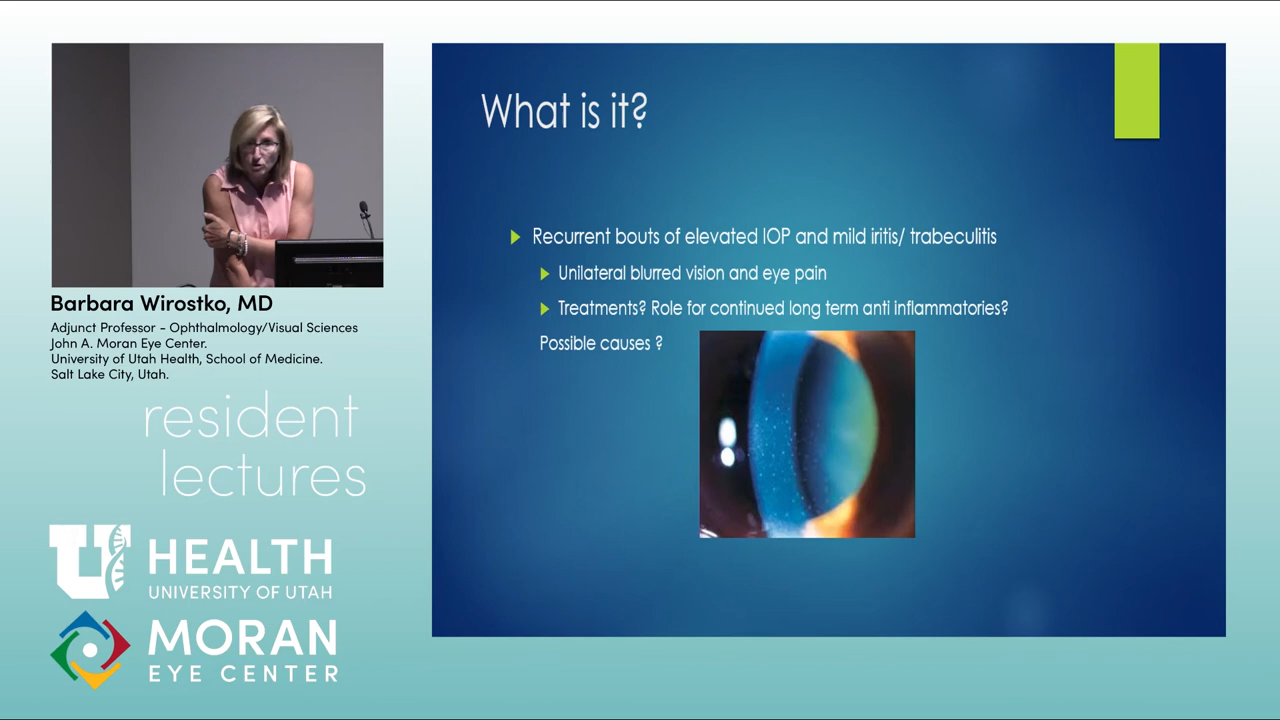 Barbara Wirostko, MD
Adjunct Professor - Ophthalmology/Visual Sciences
John A. Moran Eye Center.
University of Utah Health, School of Medicine.
Salt Lake City, Utah.
resident
lectures
U HEALTH
UNIVERSITY OF UTAH
MORAN
EYE CENTER
What is it?
Recurrent bouts of elevated IOP and mild iritis/ trabeculitis
Unilateral blurred vision and eye pain
Treatments? Role for continued long term anti inflammatories?
Possible causes ?